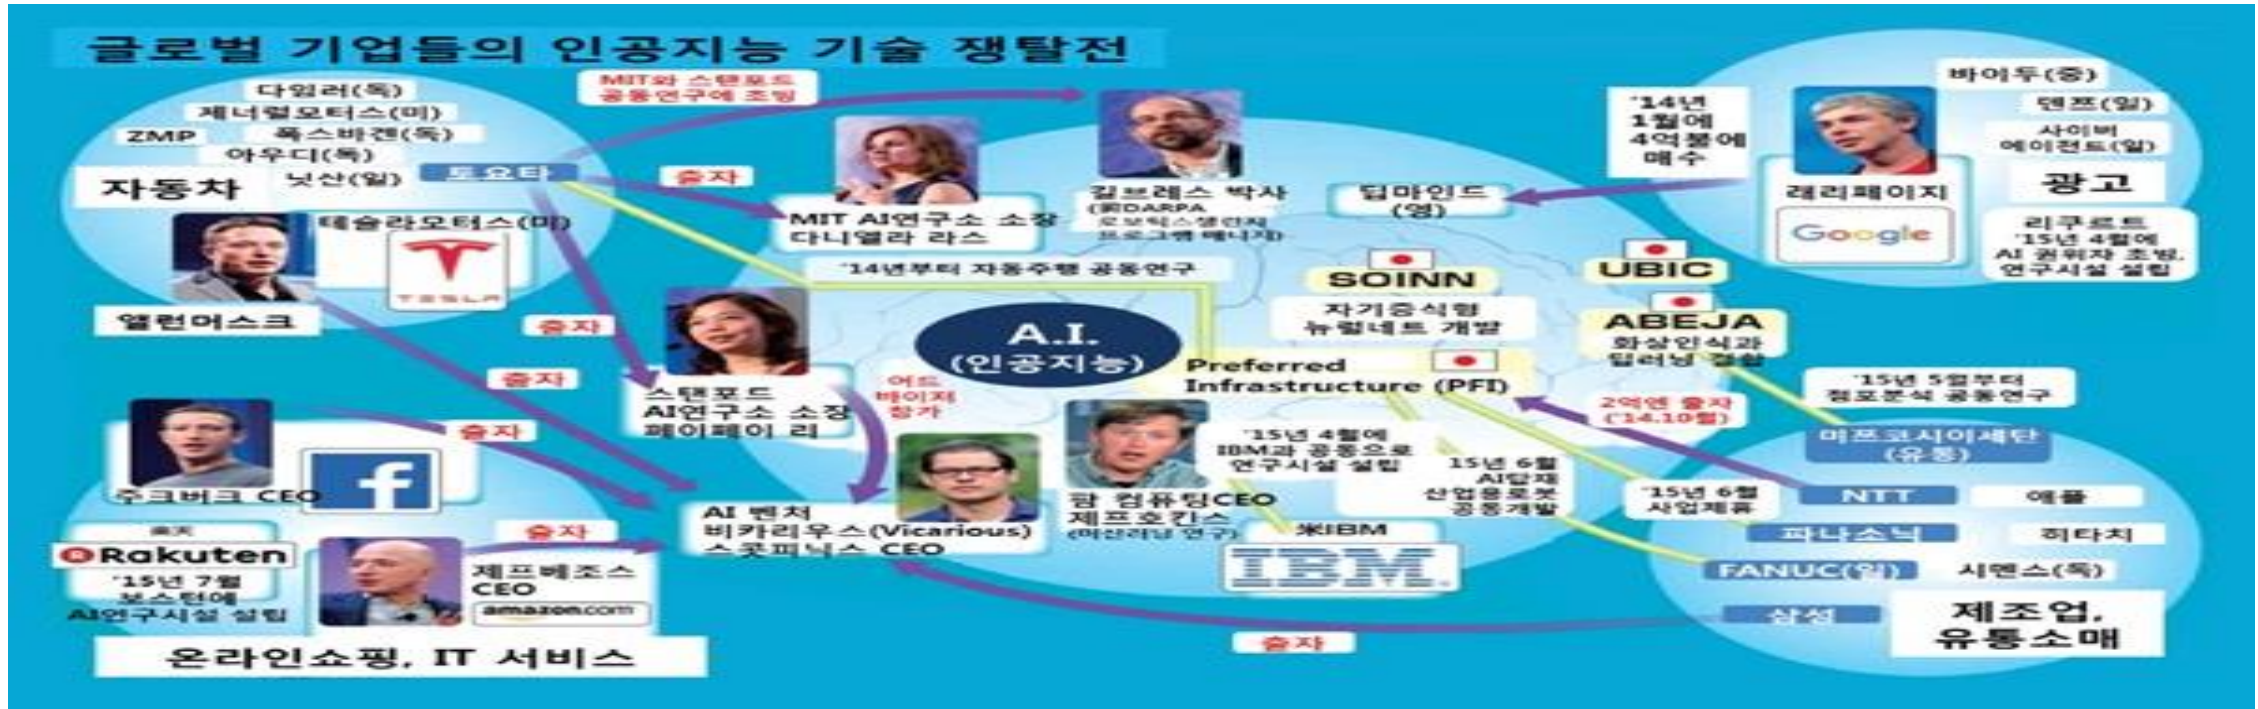 글로벌 기업들의 인공지능 기술 쟁탈전
다임러(독)
제너럴모터스(미)
ZMP
폭스바겐(독)
아우디(독)
자동차
닛산(일)
토요타
테슬라모터스(미)
TESLA
앨런머스크
MIT와 스탠포드
공동연구에 초빙
출자
MIT AI연구소 소장
다니엘라 라스
길브레스 박사
(前DARPA
로보틱스챌린지
프로그램 매니저)
'14년부터 자동주행 공동연구
딥마인드
(영)
'14년
1월에
4억불에
매수
래리페이지
Google
바이두(중)
덴쯔(일)
사이버
에이전트(일)
광고
리쿠르트
'15년 4월에
AI 권위자 초빙,
연구시설 설립
SOINN
자기증식형
뉴럴네트 개발
UBIC
ABEJA
화상인식과
딥러닝 결합
A.I.
(인공지능)
Preferred
Infrastructure (PFI)
출자
출자
스탠포드
AI연구소 소장
페이페이 리
어드
바이저
참가
2억엔 출자
('14.10월)
'15년 5월부터
점포분석 공동연구
미쯔코시이세단
(유통)
NTT
애플
파나소닉
히타치
FANUC(일)
시멘스(독)
삼성
제조업,
유통소매
'15년 6월
사업제휴
15년 6월
AI탑재
산업용로봇
공동개발
'15년 4월에
IBM과 공동으로
연구시설 설립
팜 컴퓨팅CEO
제프호킨스
(머신러닝 연구)
米IBM
IBM
AI 벤처
비카리우스(Vicarious)
스콧피닉스 CEO
출자
주크버크 CEO
f
楽天
Rakuten
'15년 7월
보스턴에
AI연구시설 설립
출자
제프베조스
CEO
amazon.com
온라인쇼핑, IT 서비스
출자